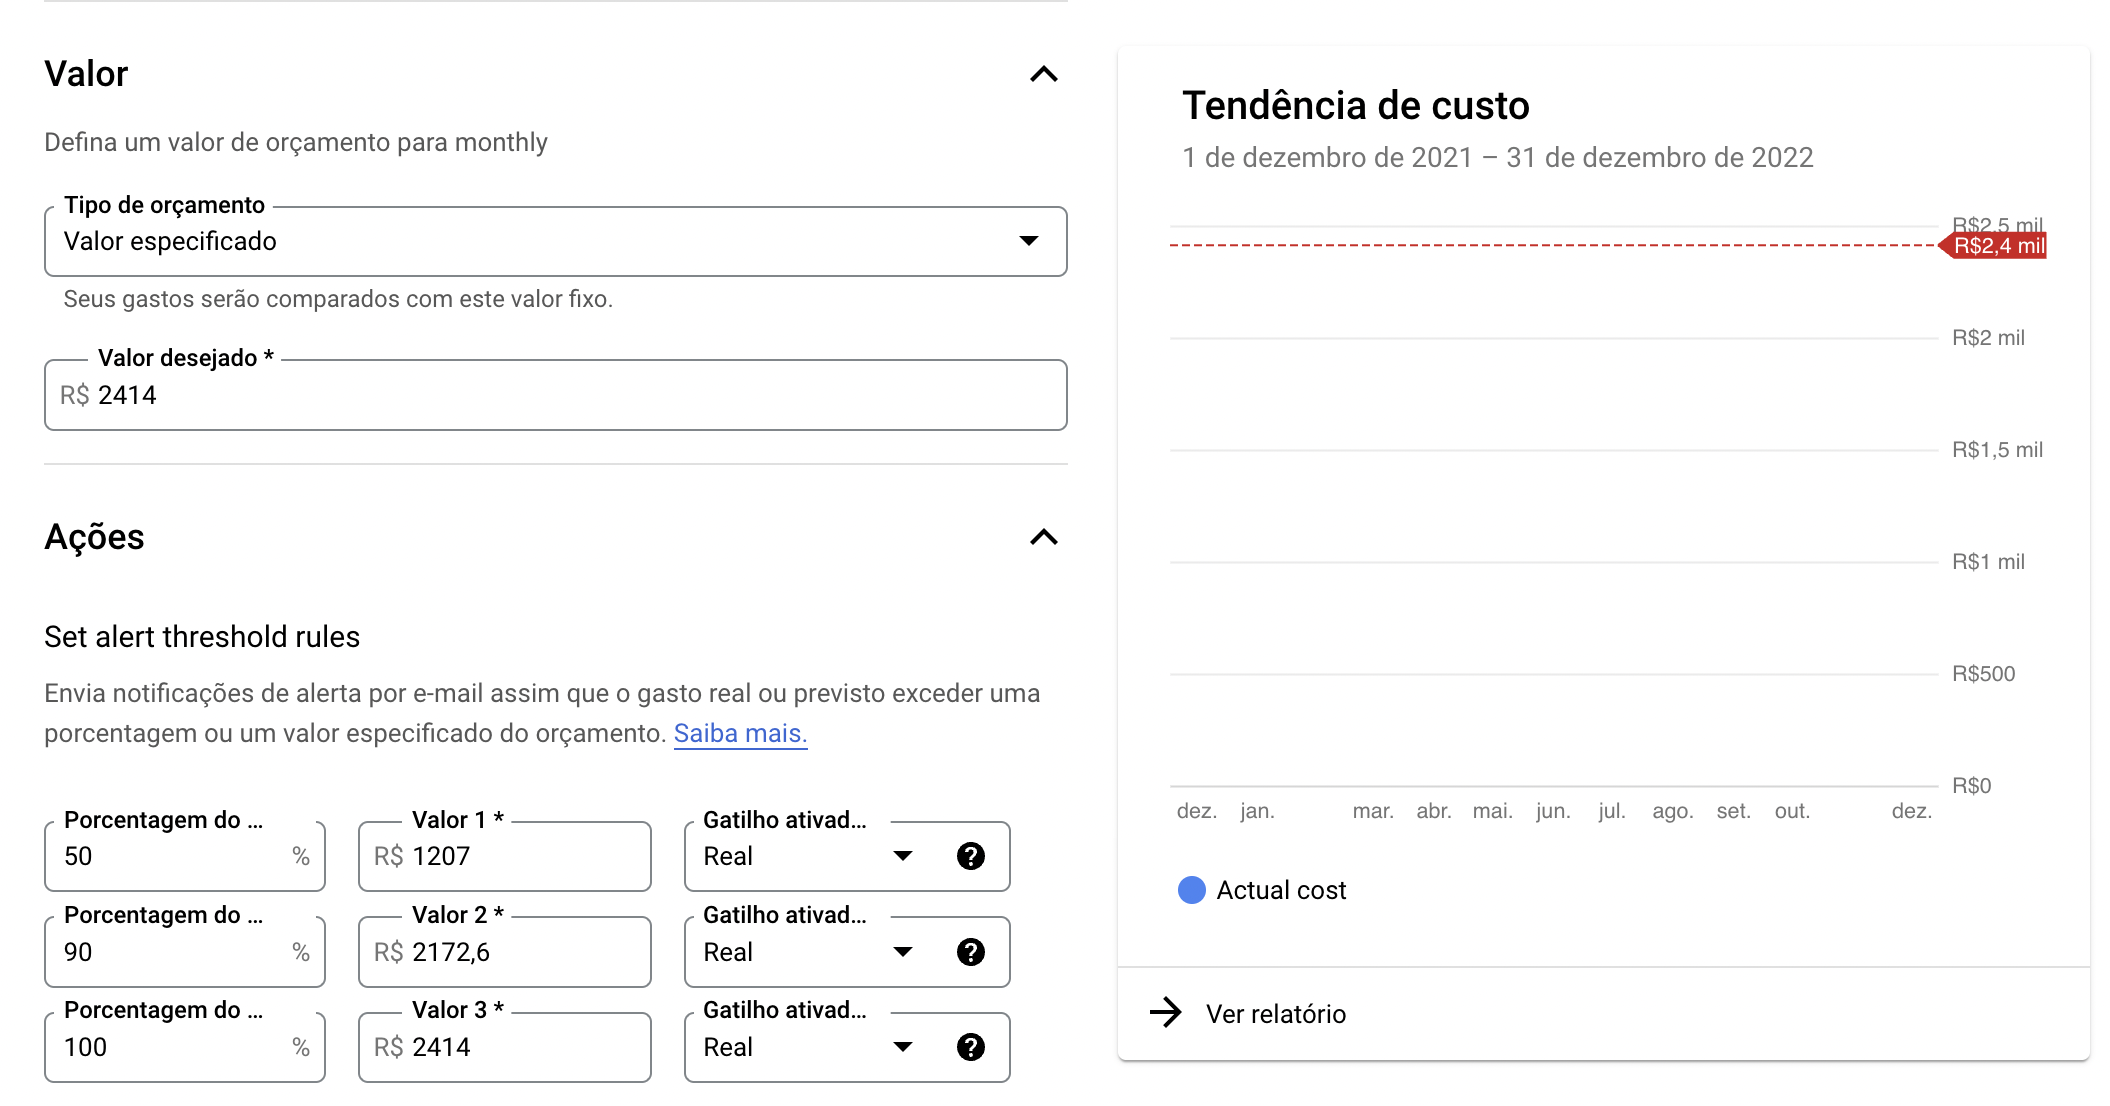 Valor
Defina um valor de orçamento para monthly
Tipo de orçamento
Valor especificado
Seus gastos serão comparados com este valor fixo.
Valor desejado *
R$ 2414
Ações
Set alert threshold rules
Envia notificações de alerta por e-mail assim que o gasto real ou previsto exceder uma
porcentagem ou um valor especificado do orçamento. Saiba mais.
Porcentagem do ... Valor 1 * Gatilho ativad...
50 % R$ 1207 Real ?
Porcentagem do ... Valor 2 * Gatilho ativad...
90 % R$ 2172,6 Real ?
Porcentagem do ... Valor 3 * Gatilho ativad...
100 % R$ 2414 Real ?
Tendência de custo
1 de dezembro de 2021 – 31 de dezembro de 2022
R$2,5 mil
R$2,4 mil
R$2 mil
R$1,5 mil
R$1 mil
R$500
R$0
dez. jan. mar. abr. mai. jun. jul. ago. set. out. dez.
Actual cost
Ver relatório